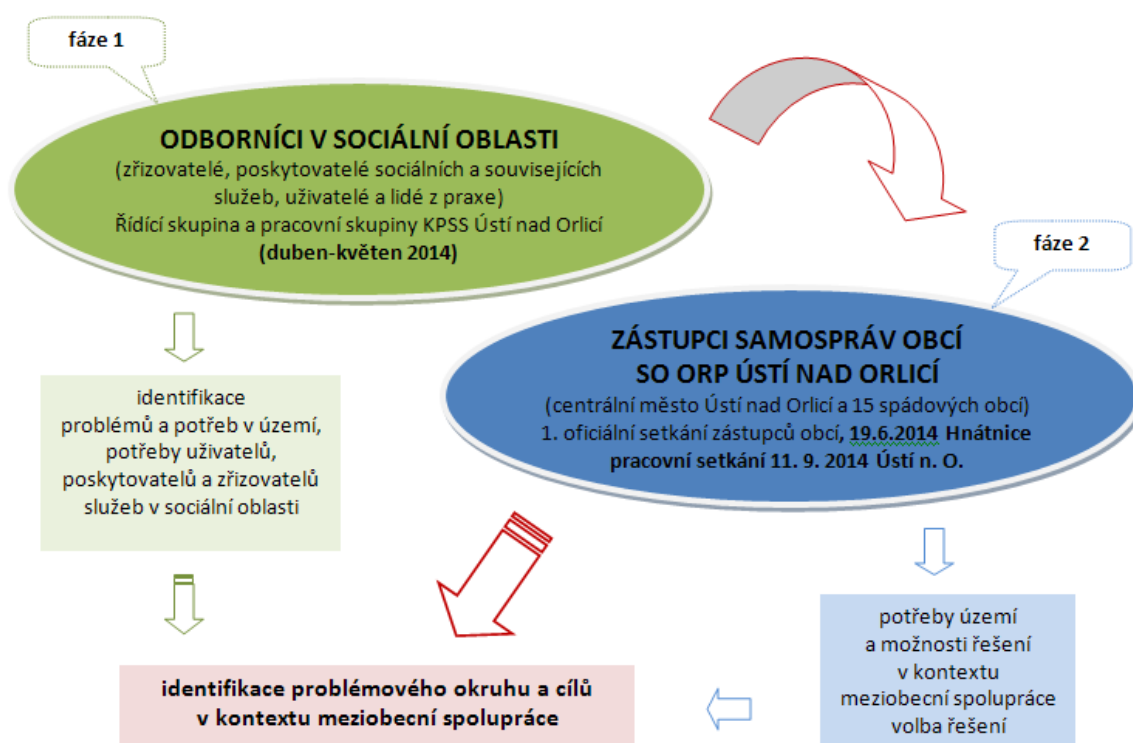 fáze 1
ODBORNÍCI V SOCIÁLNÍ OBLASTI
(zřizovatelé, poskytovatelé sociálních a souvisejících
služeb, uživatelé a lidé z praxe)
Řídící skupina a pracovní skupiny KPSS Ústí nad Orlicí
(duben-květen 2014)
fáze 2
ZÁSTUPCI SAMOSPRÁV OBCÍ
SO ORP ÚSTÍ NAD ORLICÍ
(centrální město Ústí nad Orlicí a 15 spádových obcí)
1. oficiální setkání zástupců obcí, 19.6.2014 Hnátnice
pracovní setkání 11. 9. 2014 Ústí n. O.
identifikace
problémů a potřeb v území,
potřeby uživatelů,
poskytovatelů a zřizovatelů
služeb v sociální oblasti
potřeby území
a možnosti řešení
v kontextu
meziobecní spolupráce
volba řešení
identifikace problémového okruhu a cílů
v kontextu meziobecní spolupráce